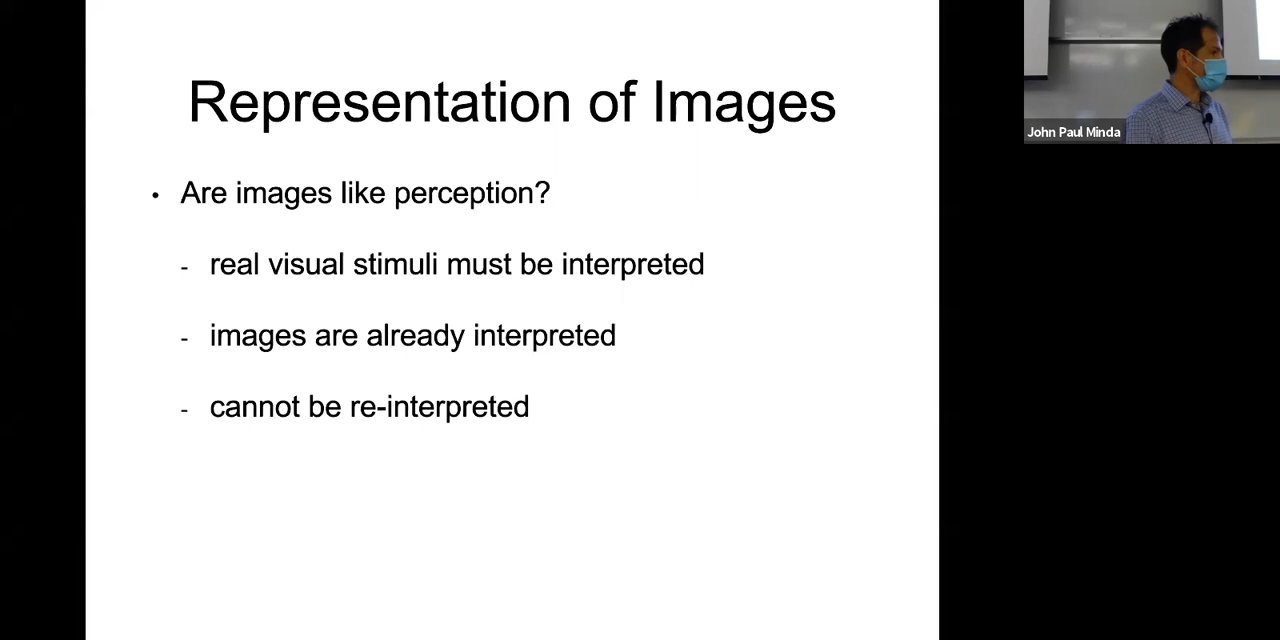 Representation of Images
• Are images like perception?
- real visual stimuli must be interpreted
- images are already interpreted
- cannot be re-interpreted
John Paul Minda